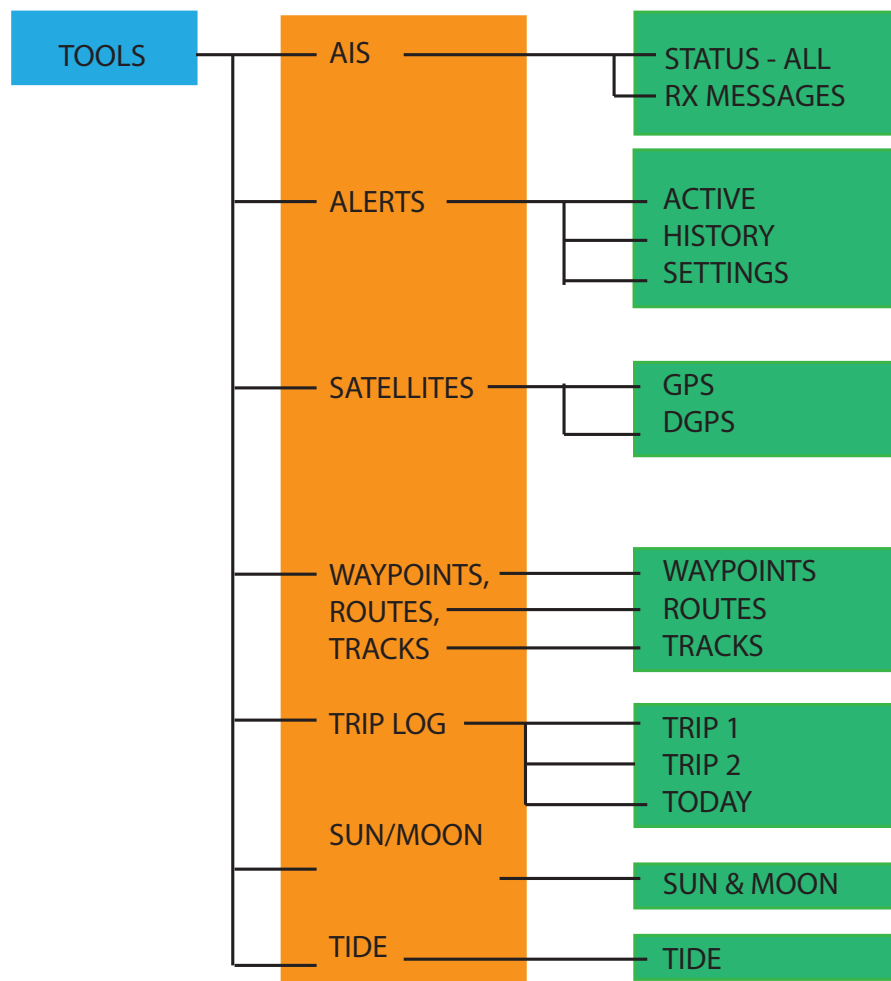 TOOLS
AIS
STATUS - ALL
RX MESSAGES
ALERTS
ACTIVE
HISTORY
SETTINGS
SATELLITES
GPS
DGPS
WAYPOINTS,
ROUTES,
TRACKS
WAYPOINTS
ROUTES
TRACKS
TRIP LOG
TRIP 1
TRIP 2
TODAY
SUN/MOON
SUN & MOON
TIDE
TIDE